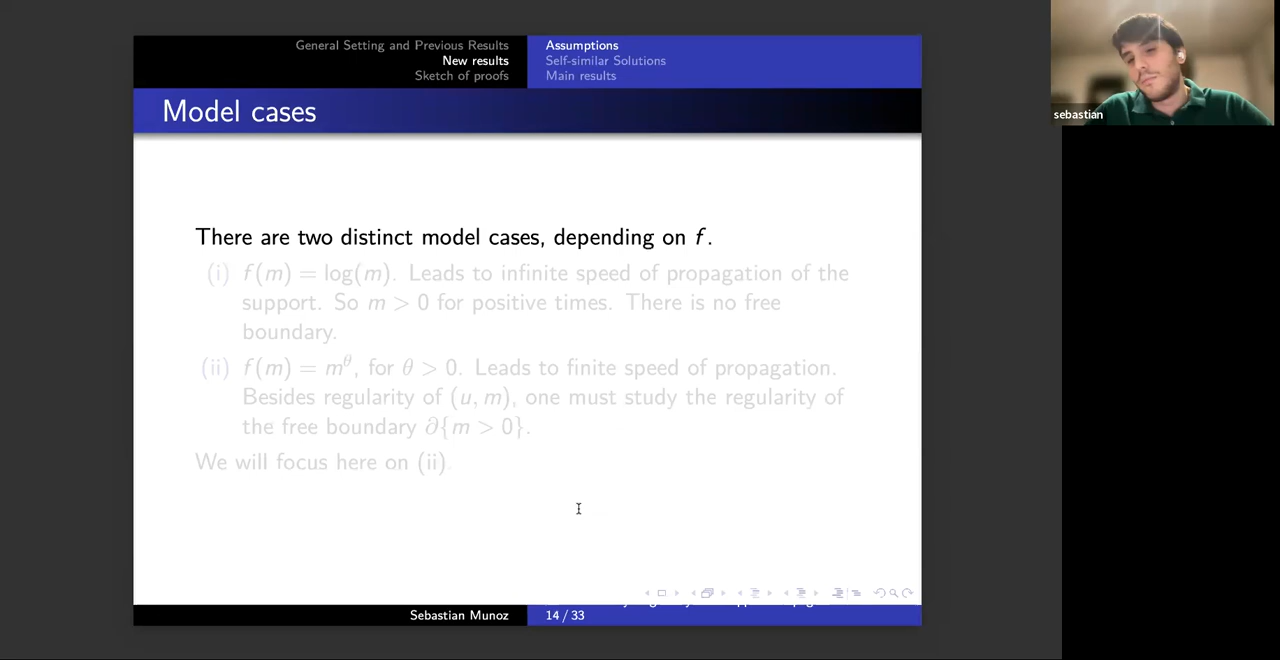 General Setting and Previous Results
New results
Sketch of proofs
Assumptions
Self-similar Solutions
Main results
Model cases
There are two distinct model cases, depending on f.
(i) f(m) = log(m). Leads to infinite speed of propagation of the
support. So m > 0 for positive times. There is no free
boundary.
(ii) f(m) = m^θ, for θ > 0. Leads to finite speed of propagation.
Besides regularity of (u, m), one must study the regularity of
the free boundary ∂{m > 0}.
We will focus here on (ii).
Sebastian Munoz
14 / 33
sebastian